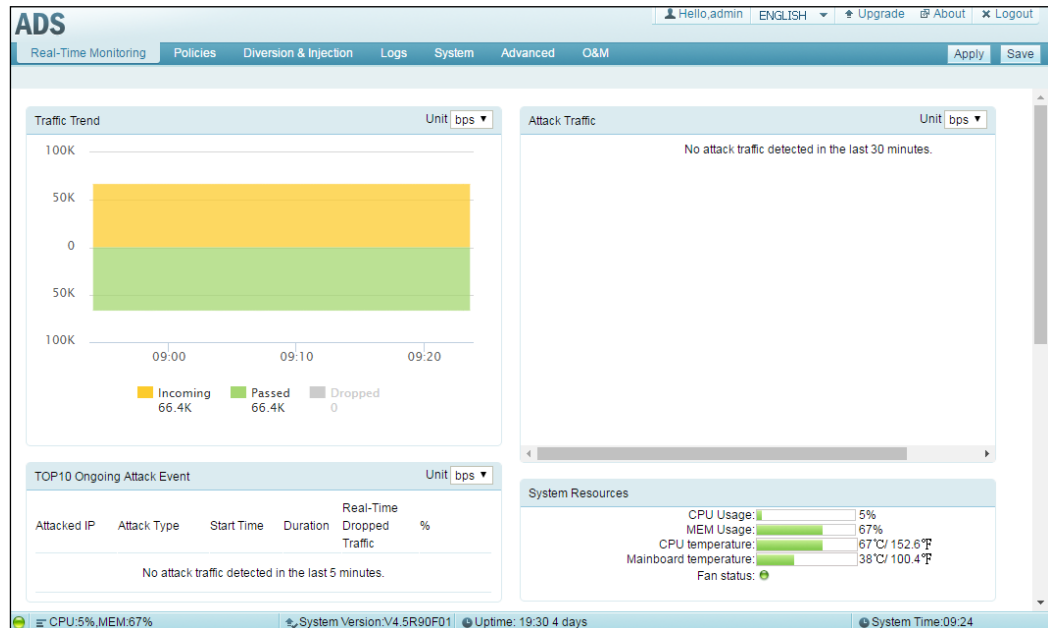 ADS
Hello,admin ENGLISH Upgrade About Logout
Real-Time Monitoring Policies Diversion & Injection Logs System Advanced O&M Apply Save
Traffic Trend Unit bps
100K
50K
0
50K
100K
09:00 09:10 09:20
Incoming Passed Dropped
66.4K 66.4K 0
Attack Traffic Unit bps
No attack traffic detected in the last 30 minutes.
TOP10 Ongoing Attack Event Unit bps
Attacked IP Attack Type Start Time Duration Real-Time Dropped Traffic %
No attack traffic detected in the last 5 minutes.
System Resources
CPU Usage: 5%
MEM Usage: 67%
CPU temperature: 67℃/ 152.6℉
Mainboard temperature: 38℃/ 100.4℉
Fan status:
CPU:5%,MEM:67% System Version:V4.5R90F01 Uptime: 19:30 4 days System Time:09:24